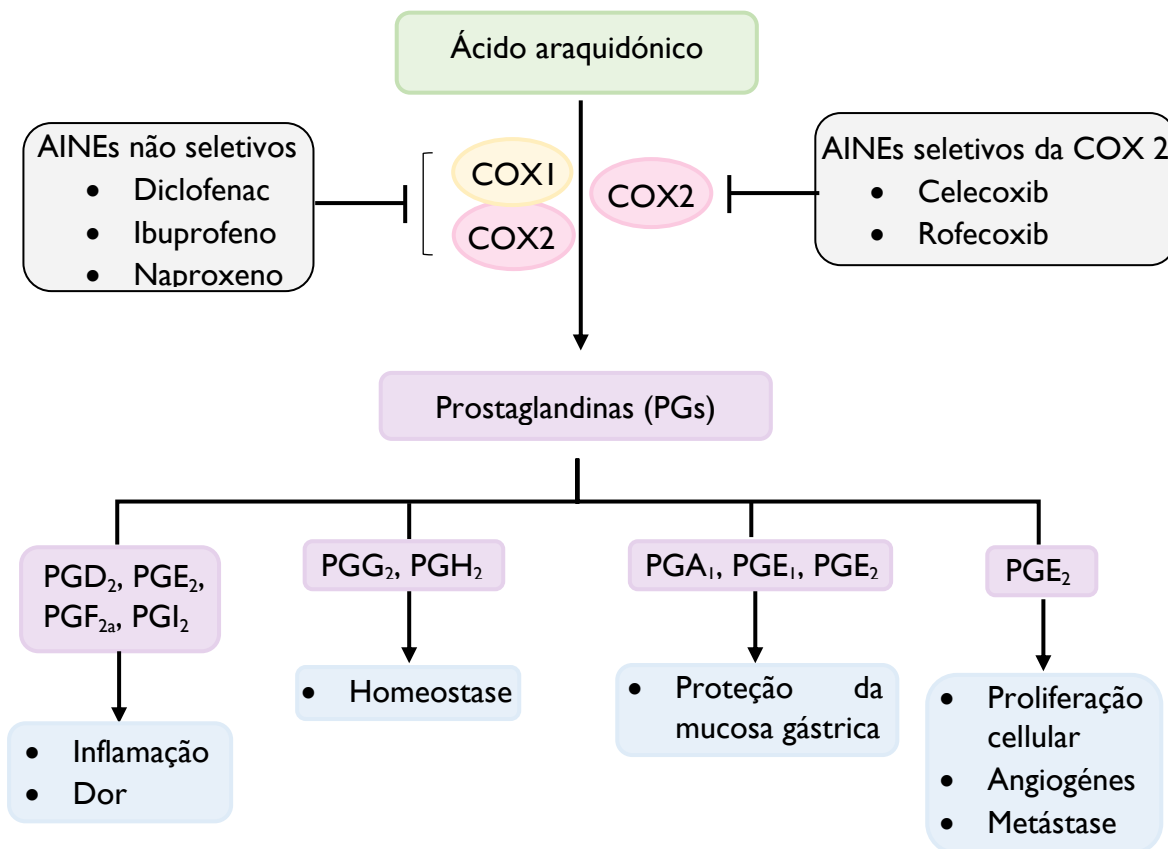 Ácido araquidónico
AINEs não seletivos
• Diclofenac
• Ibuprofeno
• Naproxeno
COX1
COX2
COX2
AINEs seletivos da COX 2
• Celecoxib
• Rofecoxib
Prostaglandinas (PGs)
PGD₂, PGE₂,
PGF₂ₐ, PGI₂
PGG₂, PGH₂
PGA₁, PGE₁, PGE₂
PGE₂
• Inflamação
• Dor
• Homeostase
• Proteção da
mucosa gástrica
• Proliferação
cellular
• Angiogénes
• Metástase